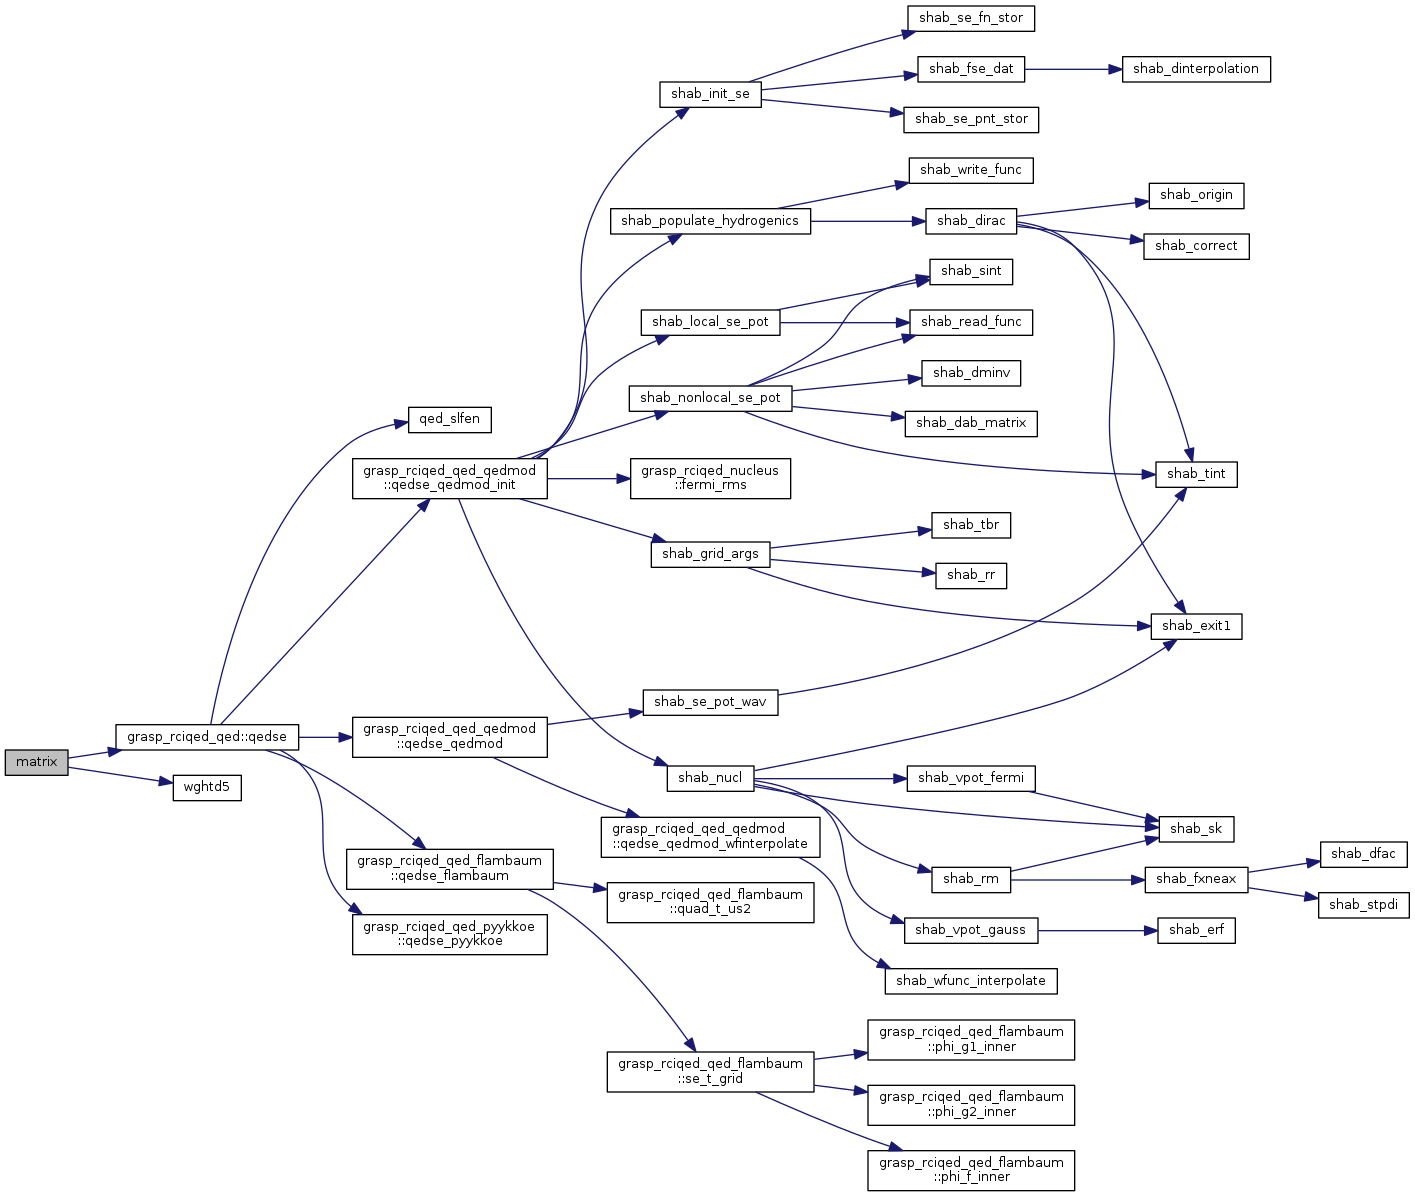 shab_se_fn_stor
shab_fse_dat
shab_dinterpolation
shab_init_se
shab_se_pnt_stor
shab_write_func
shab_origin
shab_populate_hydrogenics
shab_dirac
shab_correct
shab_sint
shab_local_se_pot
shab_read_func
shab_dminv
shab_nonlocal_se_pot
qed_slfen
shab_dab_matrix
grasp_rciqed_qed_qedmod
::qedse_qedmod_init
grasp_rciqed_nucleus
::fermi_rms
shab_tint
shab_tbr
shab_grid_args
shab_rr
shab_exit1
shab_se_pot_wav
grasp_rciqed_qed::qedse
grasp_rciqed_qed_qedmod
::qedse_qedmod
matrix
wghtd5
shab_nucl
shab_vpot_fermi
grasp_rciqed_qed_qedmod
::qedse_qedmod_wfinterpolate
shab_sk
shab_dfac
grasp_rciqed_qed_flambaum
::qedse_flambaum
shab_rm
shab_fxneax
grasp_rciqed_qed_flambaum
::quad_t_us2
shab_stpdi
grasp_rciqed_qed_pyykkoe
::qedse_pyykkoe
shab_vpot_gauss
shab_erf
shab_wfunc_interpolate
grasp_rciqed_qed_flambaum
::phi_g1_inner
grasp_rciqed_qed_flambaum
::se_t_grid
grasp_rciqed_qed_flambaum
::phi_g2_inner
grasp_rciqed_qed_flambaum
::phi_f_inner